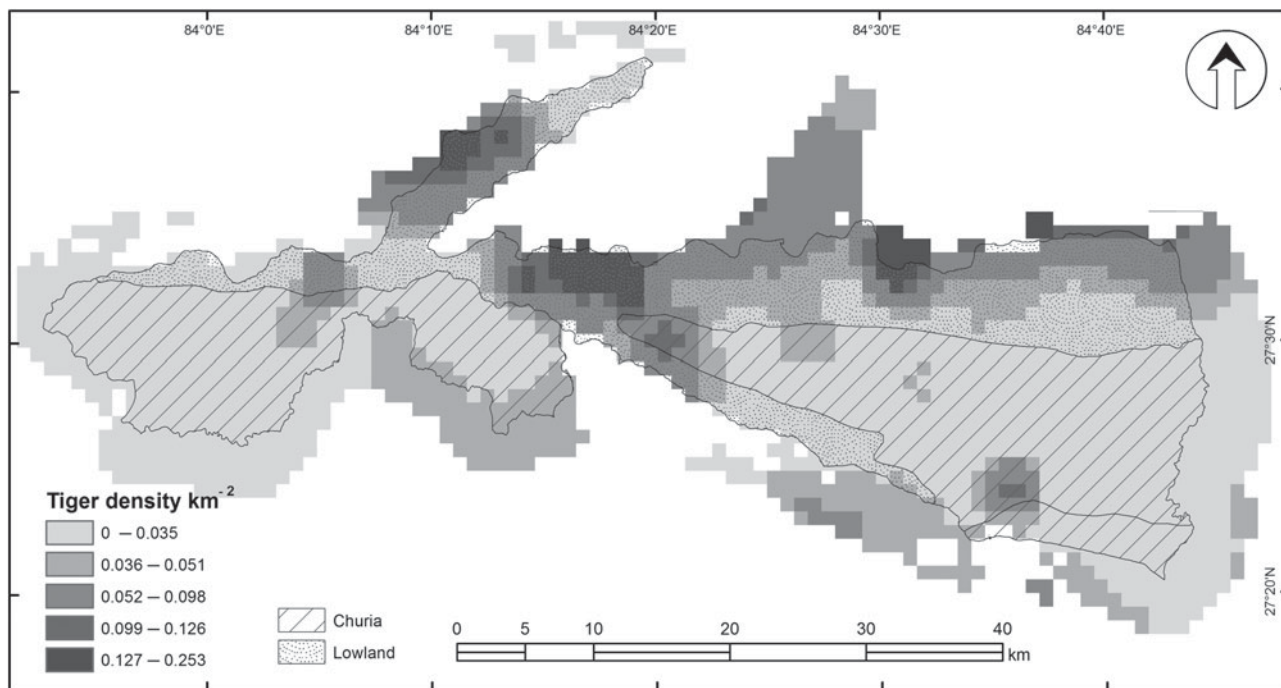 84°0'E 84°10'E 84°20'E 84°30'E 84°40'E
27°30'N
27°20'N
Tiger density km⁻²
0 – 0.035
0.036 – 0.051
0.052 – 0.098
0.099 – 0.126
0.127 – 0.253
Churia
Lowland
0 5 10 20 30 40
km